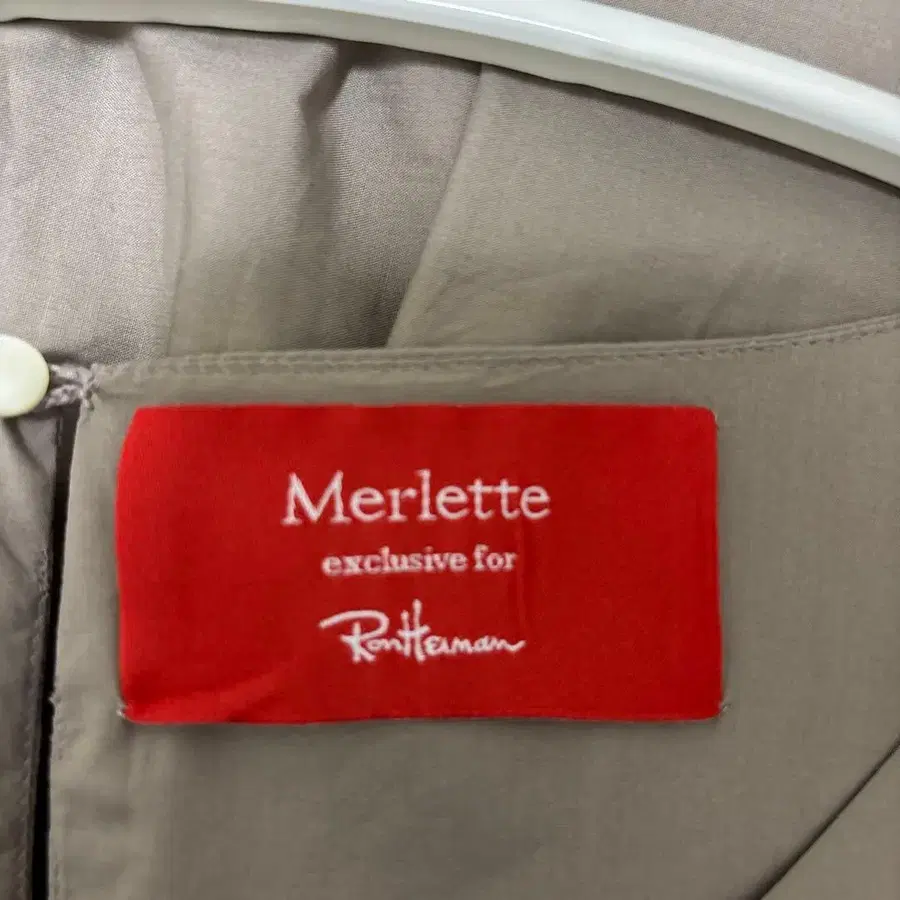 Merlette
exclusive for
RonHerman